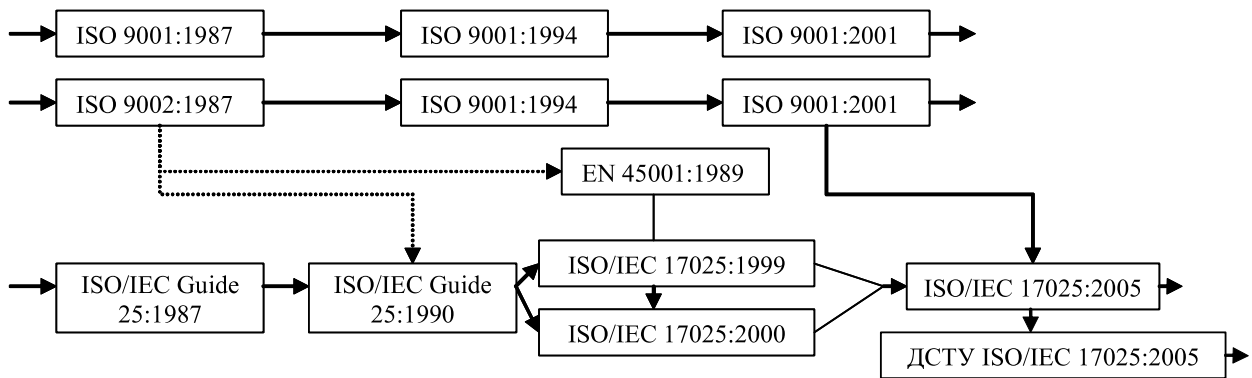 ISO 9001:1987
ISO 9001:1994
ISO 9001:2001
ISO 9002:1987
ISO 9001:1994
ISO 9001:2001
EN 45001:1989
ISO/IEC Guide
25:1987
ISO/IEC Guide
25:1990
ISO/IEC 17025:1999
ISO/IEC 17025:2000
ISO/IEC 17025:2005
ДСТУ ISO/IEC 17025:2005